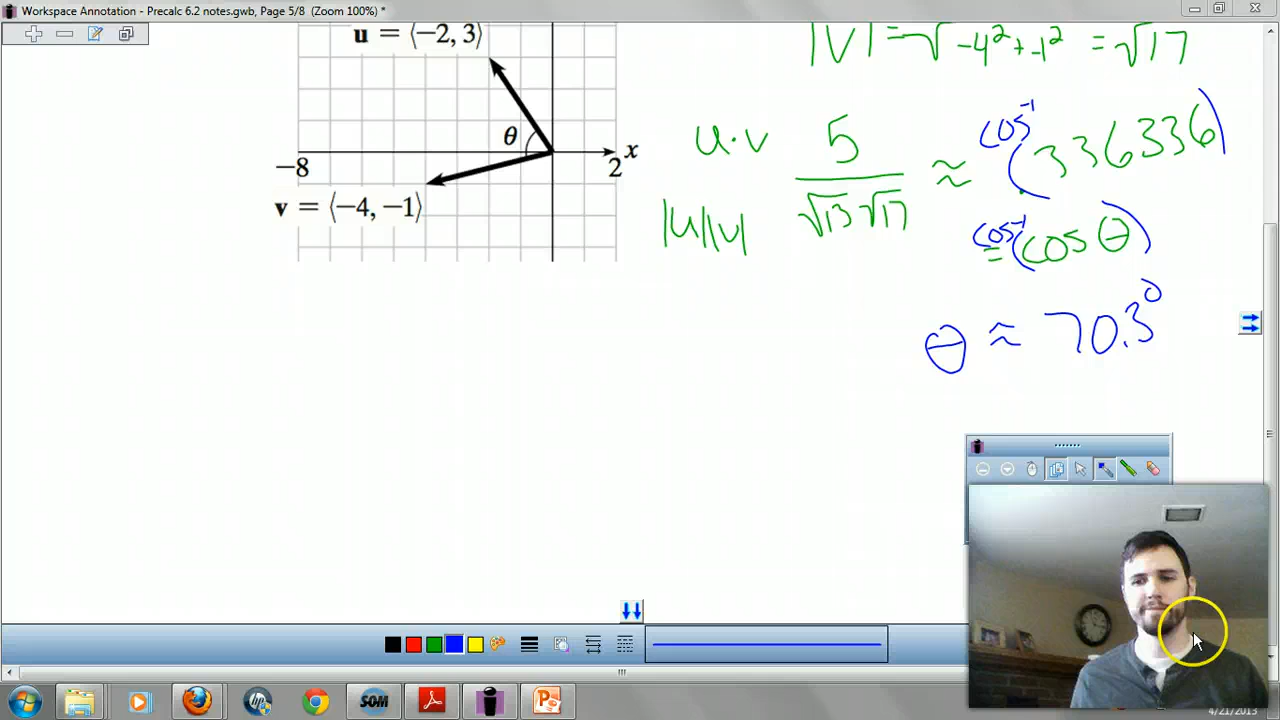 Workspace Annotation - Precalc 6.2 notes.gwb, Page 5/8 (Zoom 100%) *
u = ⟨−2, 3⟩
|V| = √-4² + -1² = √17
θ
−8
2
x
v = ⟨−4, −1⟩
u·v
5
≈ cos⁻¹(.336336)
|u||v|
√13 √17
= cos⁻¹(cos θ)
θ ≈ 70.3°
SOM
4/21/2013